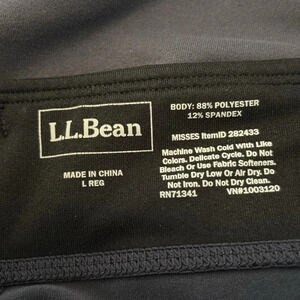 L.L.Bean
MADE IN CHINA
L REG
BODY: 88% POLYESTER
12% SPANDEX
MISSES ItemID 282433
Machine Wash Cold With Like
Colors. Delicate Cycle. Do Not
Bleach Or Use Fabric Softeners.
Tumble Dry Low Or Air Dry. Do
Not Iron. Do Not Dry Clean.
RN71341 VN#1003120